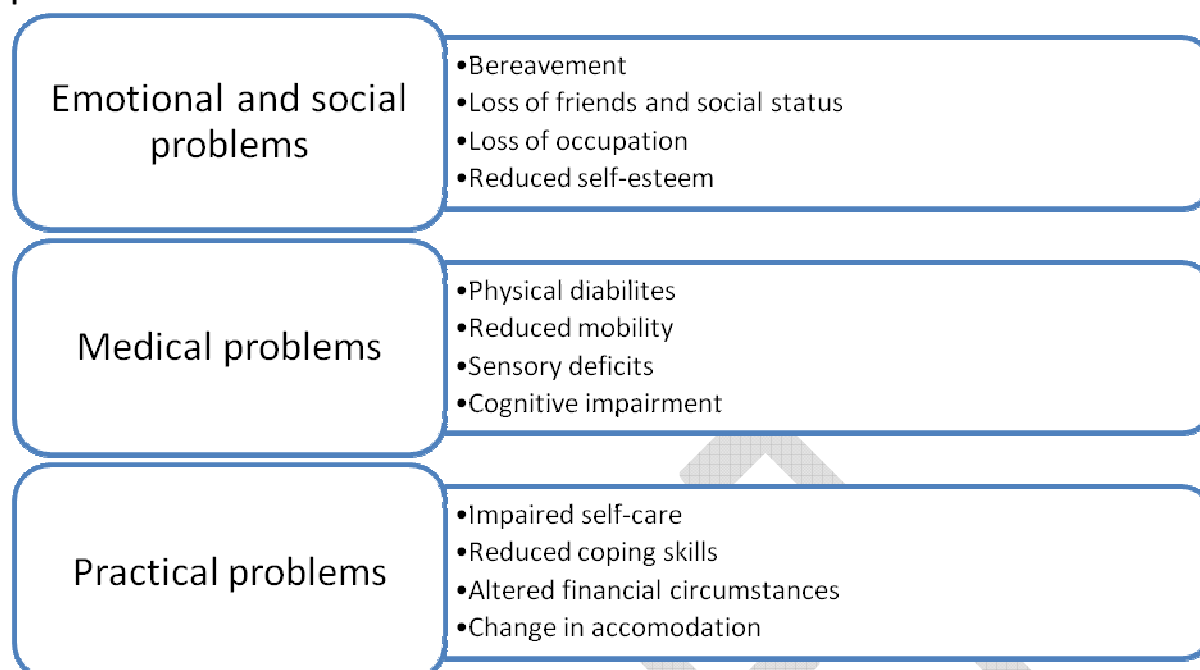 Emotional and social
problems
•Bereavement
•Loss of friends and social status
•Loss of occupation
•Reduced self-esteem
Medical problems
•Physical diabilites
•Reduced mobility
•Sensory deficits
•Cognitive impairment
Practical problems
•Impaired self-care
•Reduced coping skills
•Altered financial circumstances
•Change in accomodation